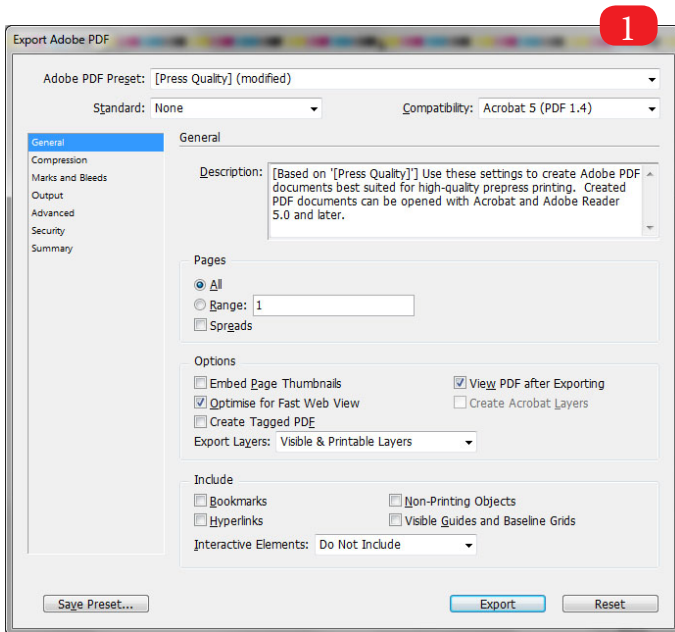 1
Export Adobe PDF
Adobe PDF Preset: [Press Quality] (modified)
Standard: None Compatibility: Acrobat 5 (PDF 1.4)
General
Compression
Marks and Bleeds
Output
Advanced
Security
Summary
General
Description: [Based on '[Press Quality]'] Use these settings to create Adobe PDF
documents best suited for high-quality prepress printing. Created
PDF documents can be opened with Acrobat and Adobe Reader
5.0 and later.
Pages
All
Range: 1
Spreads
Options
Embed Page Thumbnails View PDF after Exporting
Optimise for Fast Web View Create Acrobat Layers
Create Tagged PDF
Export Layers: Visible & Printable Layers
Include
Bookmarks Non-Printing Objects
Hyperlinks Visible Guides and Baseline Grids
Interactive Elements: Do Not Include
Save Preset... Export Reset